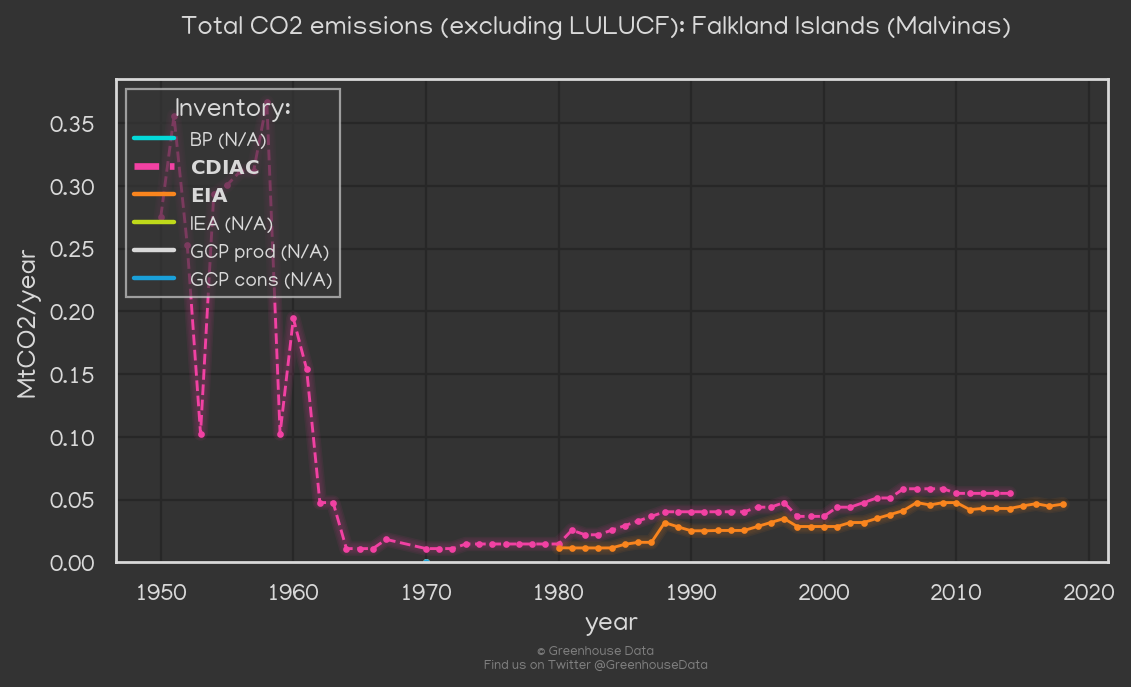 Total CO2 emissions (excluding LULUCF): Falkland Islands (Malvinas)
Inventory:
BP (N/A)
CDIAC
EIA
IEA (N/A)
GCP prod (N/A)
GCP cons (N/A)
0.35
0.30
0.25
0.20
0.15
0.10
0.05
0.00
MtCO2/year
1950 1960 1970 1980 1990 2000 2010 2020
year
© Greenhouse Data
Find us on Twitter @GreenhouseData